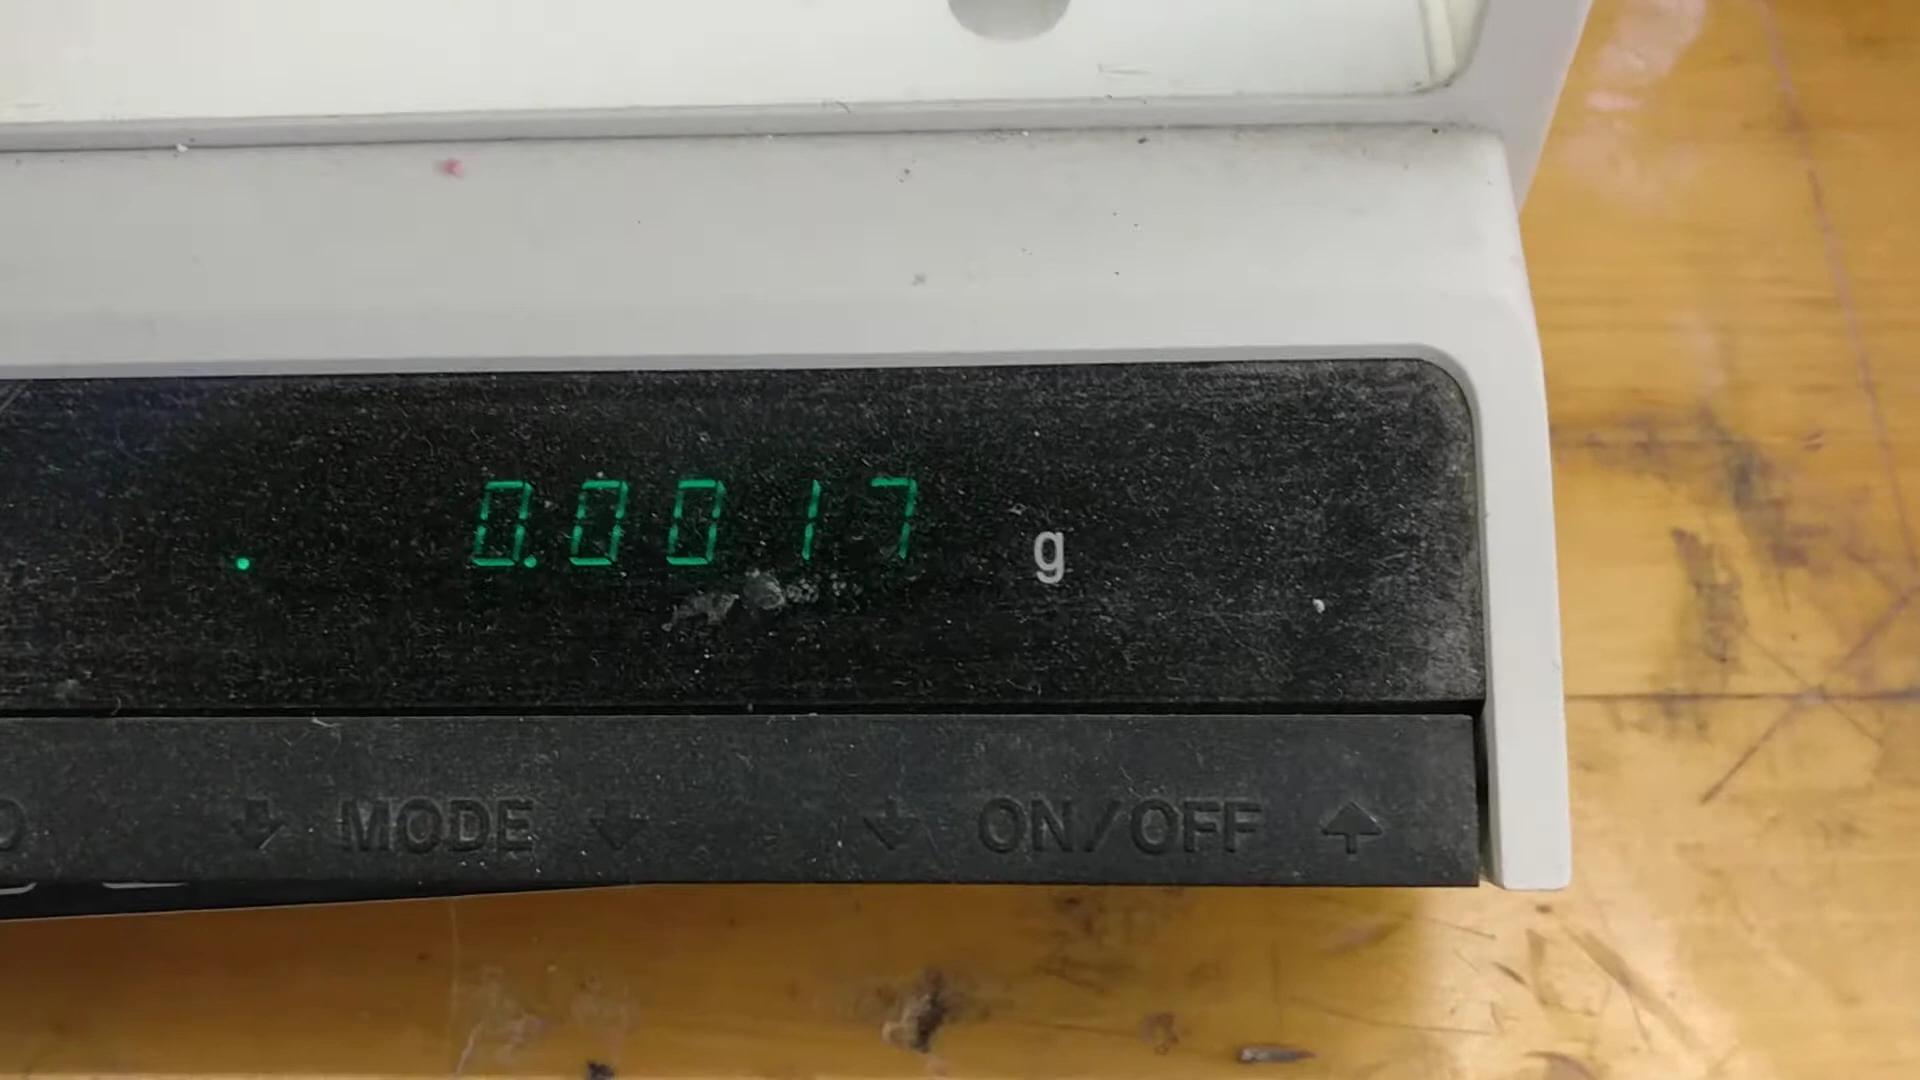 0.0017 g
↓ MODE ↓ ↓ ON/OFF ↑